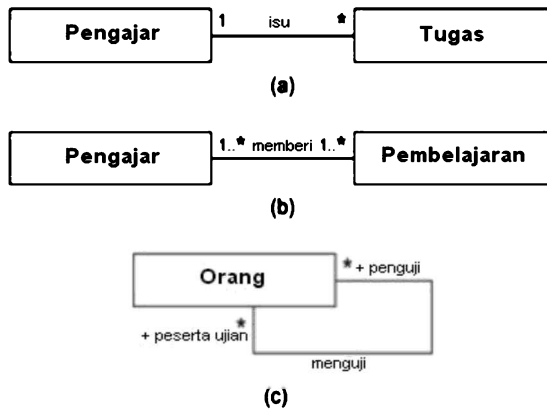 Pengajar 1 isu * Tugas
(a)
Pengajar 1..* memberi 1..* Pembelajaran
(b)
Orang * + penguji
*
+ peserta ujian
menguji
(c)